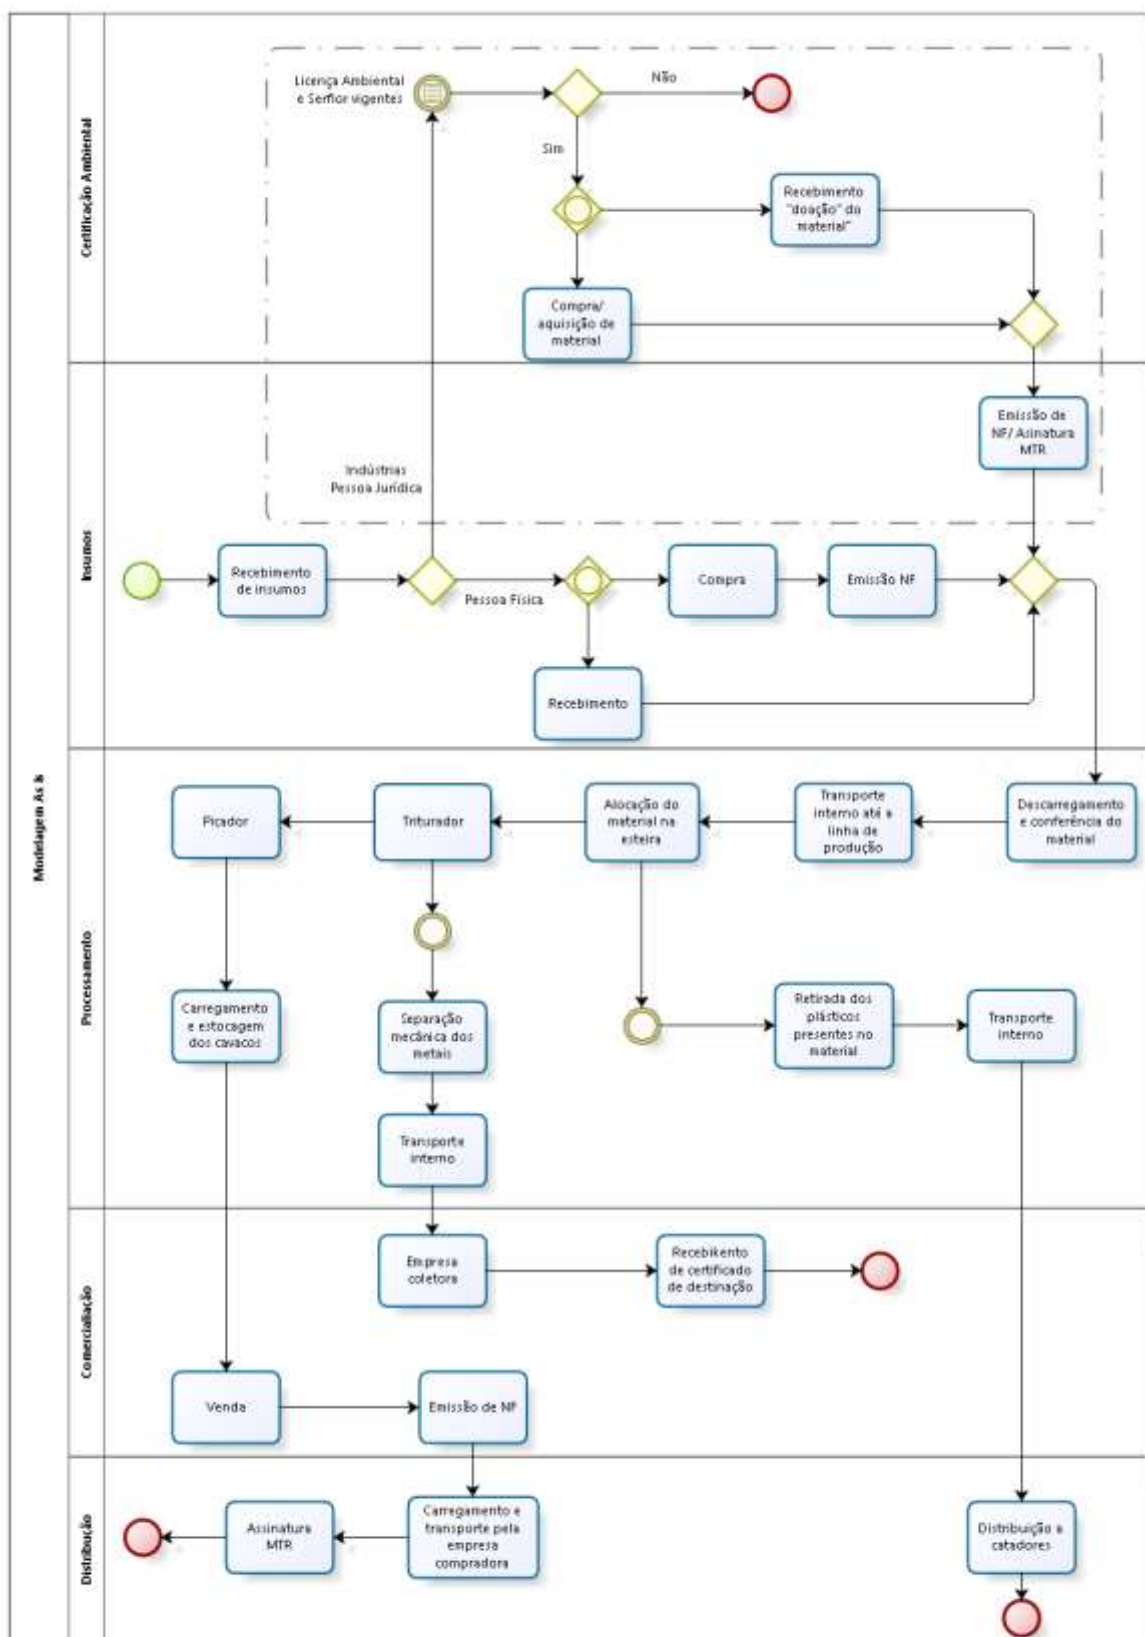 Modelagem As Is
Certificação Ambiental
Licença Ambiental
e Serflor vigentes
Não
Sim
Recebimento
"doação" do
material"
Compra/
aquisição de
material
Insumos
Emissão de
NF/ Asinatura
MTR
Indústrias
Pessoa Jurídica
Recebimento
de insumos
Pessoa Física
Compra
Emissão NF
Recebimento
Processamento
Picador
Triturador
Alocação do
material na
esteira
Transporte
interno até a
linha de
produção
Descarregamento
e conferência do
material
Carregamento
e estocagem
dos cavacos
Separação
mecânica dos
metais
Retirada dos
plásticos
presentes no
material
Transporte
interno
Transporte
interno
Comercialiação
Empresa
coletora
Recebikento
de certificado
de destinação
Venda
Emissão de NF
Distribuição
Assinatura
MTR
Carregamento e
transporte pela
empresa
compradora
Distribuição a
catadores